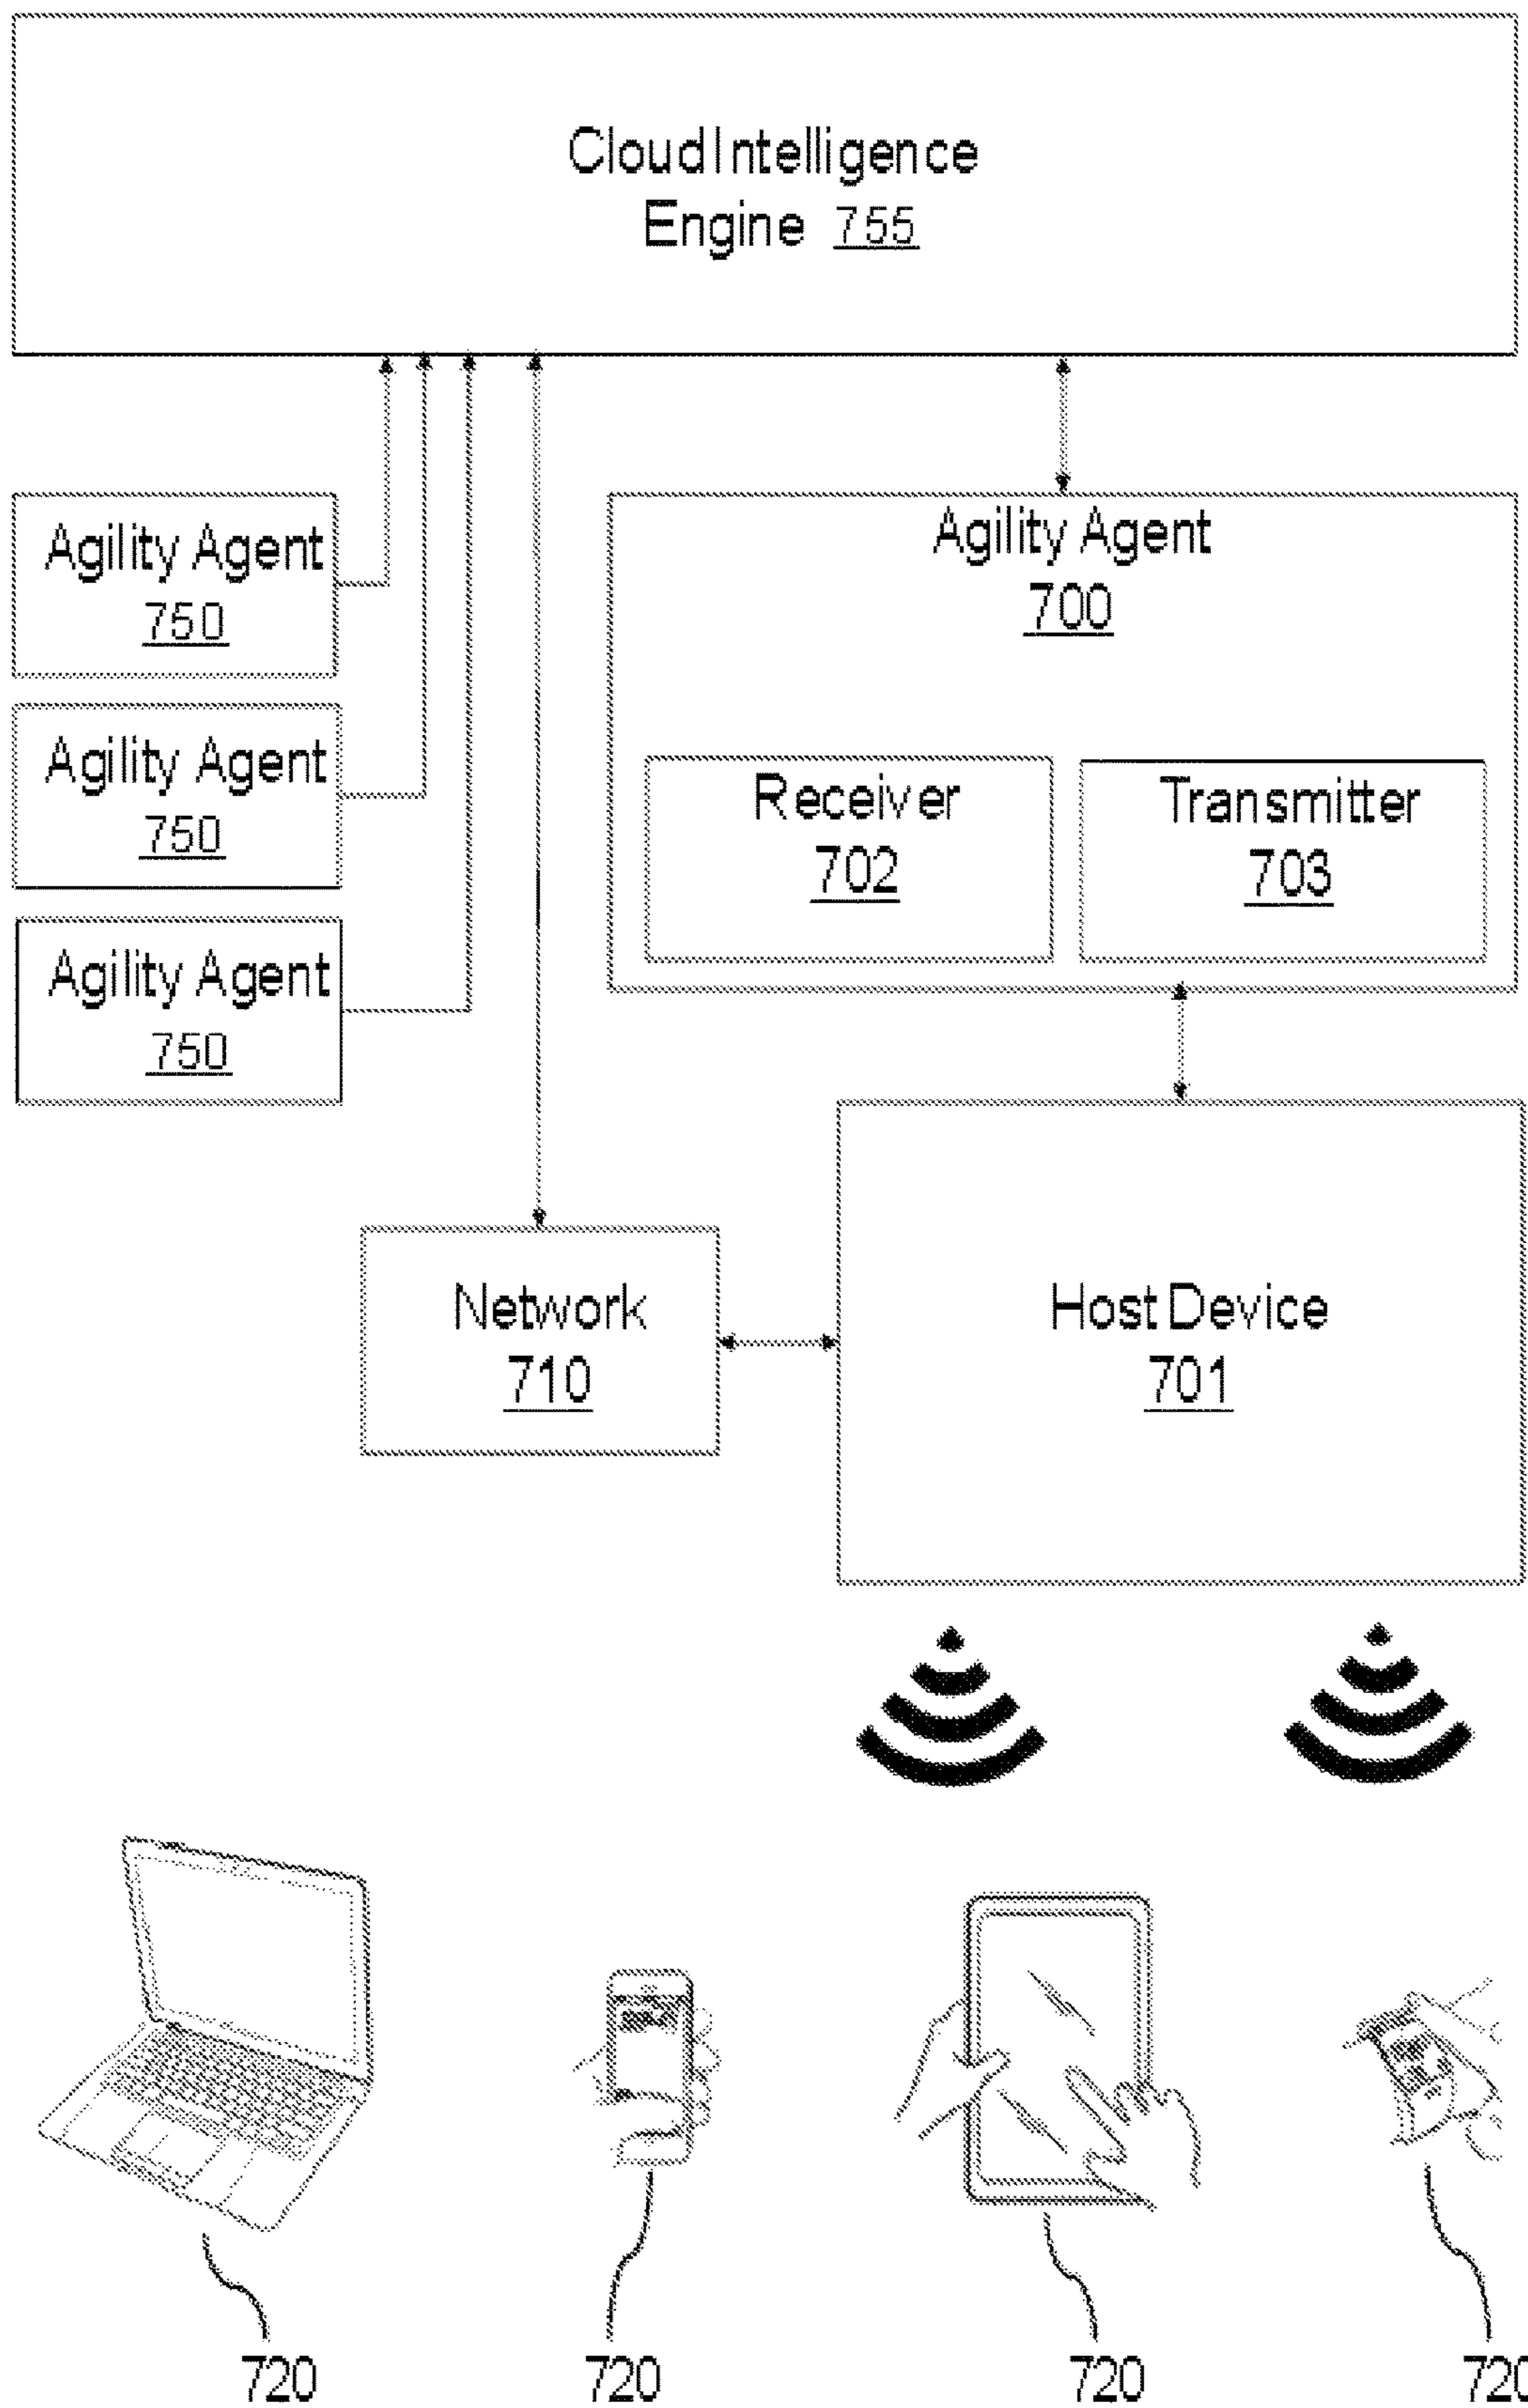 Cloud Intelligence
Engine 755
Agility Agent
750
Agility Agent
750
Agility Agent
750
Agility Agent
700
Receiver
702
Transmitter
703
Network
710
Host Device
701
720
720
720
720